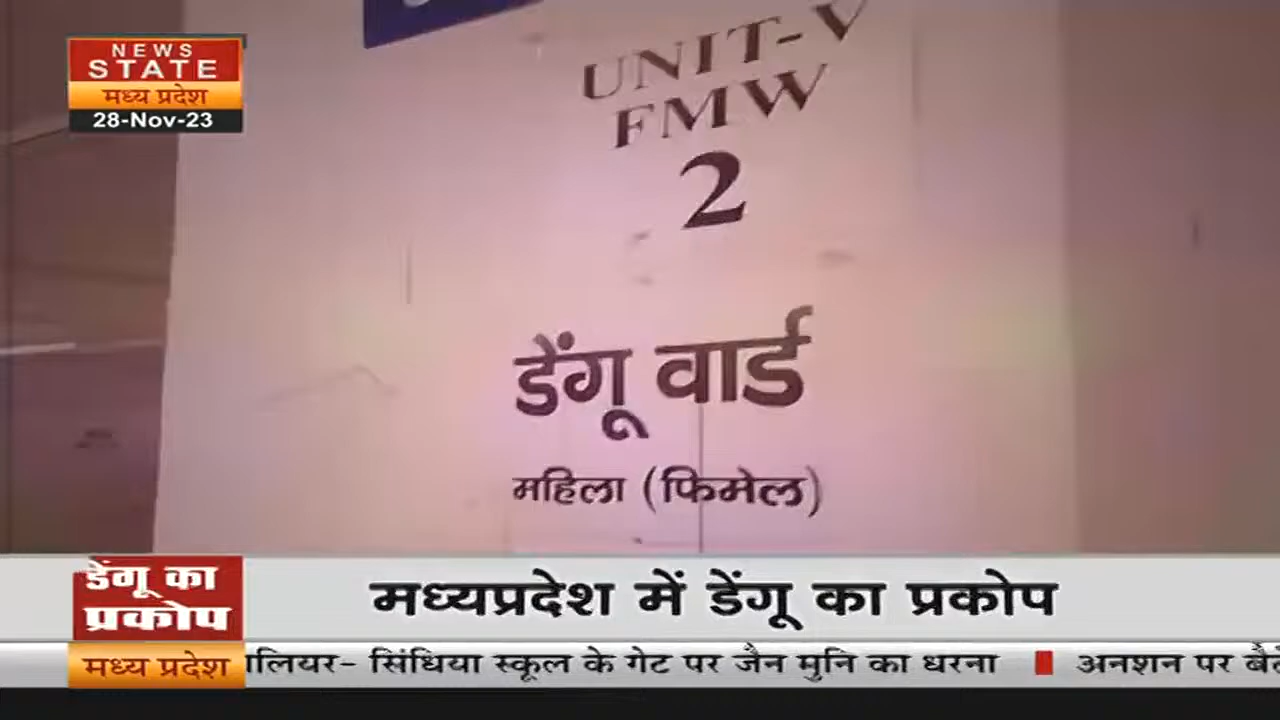 NEWS
STATE
मध्य प्रदेश
28-Nov-23
UNIT-V
FMW
2
डेंगू वार्ड
महिला (फिमेल)
डेंगू का
प्रकोप
मध्यप्रदेश में डेंगू का प्रकोप
मध्य प्रदेश
सिंधिया स्कूल के गेट पर जैन मुनि का धरना अनशन पर